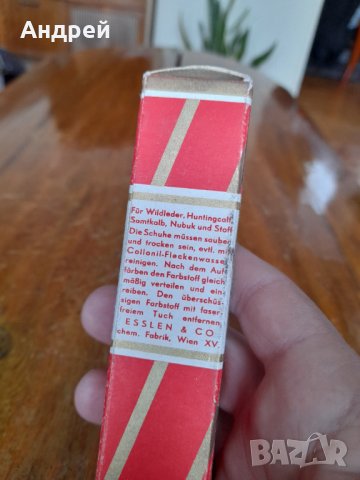 Андрей
Für Wildleder, Huntingcalf,
Samtkalb, Nubuk und Stoff
Die Schuhe müssen sauber
und trocken sein, evtl. mit
Collonil-Fleckenwasser
reinigen. Nach dem Auf-
färben den Farbstoff gleich-
mäßig verteilen und ein-
reiben. Den überschüs-
sigen Farbstoff mit faser-
freiem Tuch entfernen
ESSLEN & CO.
chem. Fabrik, Wien XV.
BAZAR